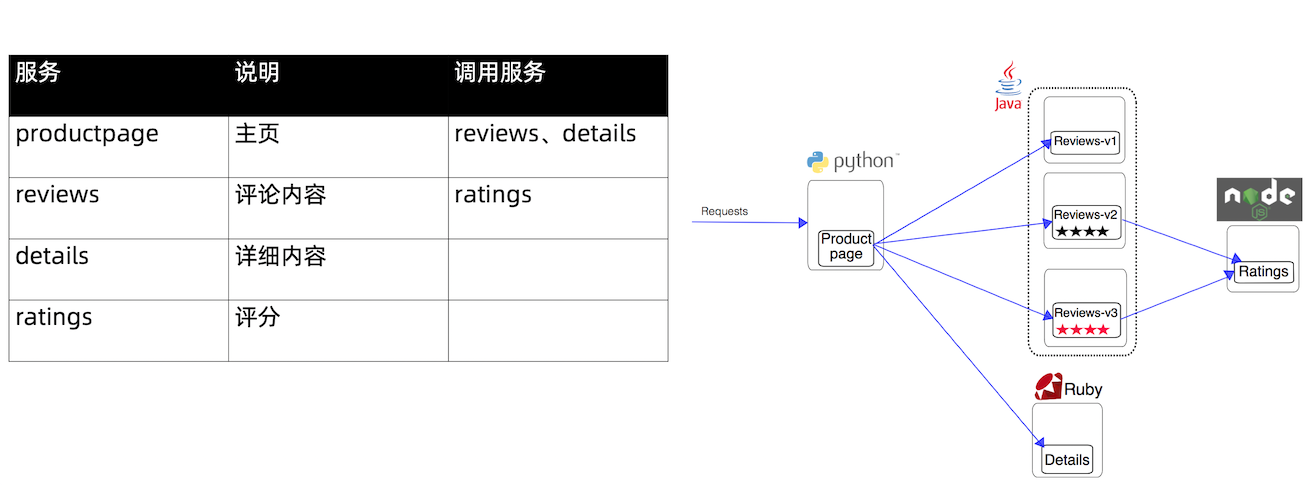 服务 说明 调用服务
productpage 主页 reviews、details
reviews 评论内容 ratings
details 详细内容
ratings 评分
Java
Reviews-v1
python™
Requests
Product
page
Reviews-v2
node
JS
Ratings
Reviews-v3
Ruby
Details